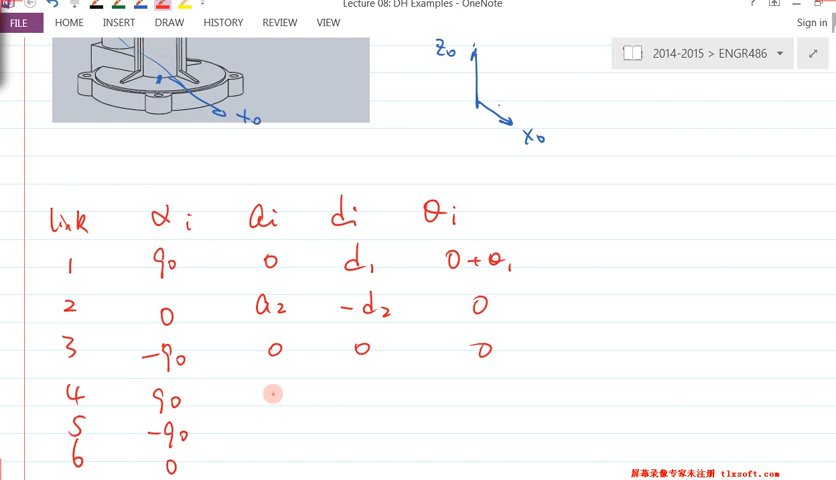 Lecture 08: DH Examples - OneNote
FILE HOME INSERT DRAW HISTORY REVIEW VIEW Sign in
2014-2015 > ENGR486
x₀
z₀
x₀
link αi ai di θi
1 90 0 d₁ 0+θ₁
2 0 a₂ -d₂ 0
3 -90 0 0 0
4 90
5 -90
6 0
屏幕录像专家未注册 tlxsoft.com